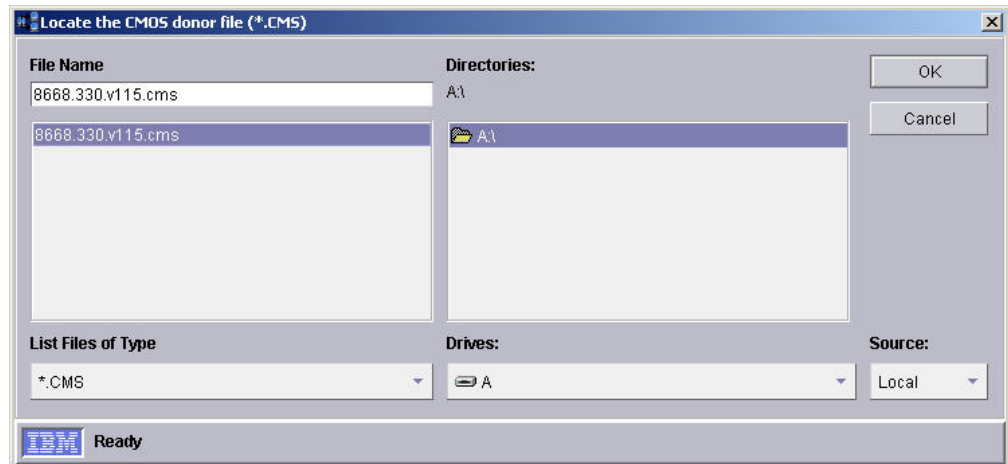 Locate the CMOS donor file (*.CMS)
File Name
8668.330.v115.cms
8668.330.v115.cms
List Files of Type
*.CMS
Directories:
A:\
A:\
Drives:
A
OK
Cancel
Source:
Local
IBM Ready